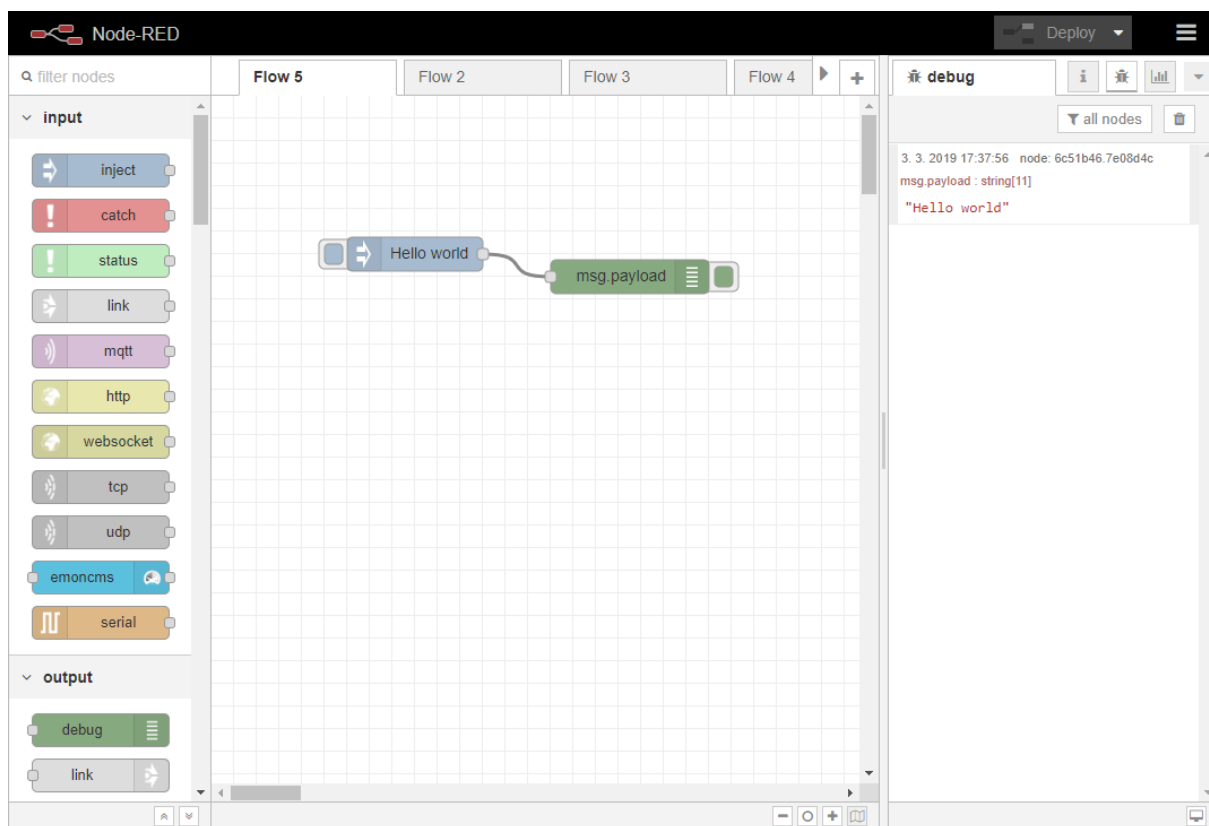 Node-RED
Deploy
filter nodes
Flow 5
Flow 2
Flow 3
Flow 4
debug
i
all nodes
input
inject
catch
status
link
mqtt
http
websocket
tcp
udp
emoncms
serial
output
debug
link
Hello world
msg.payload
3. 3. 2019 17:37:56 node: 6c51b46.7e08d4c
msg.payload : string[11]
"Hello world"